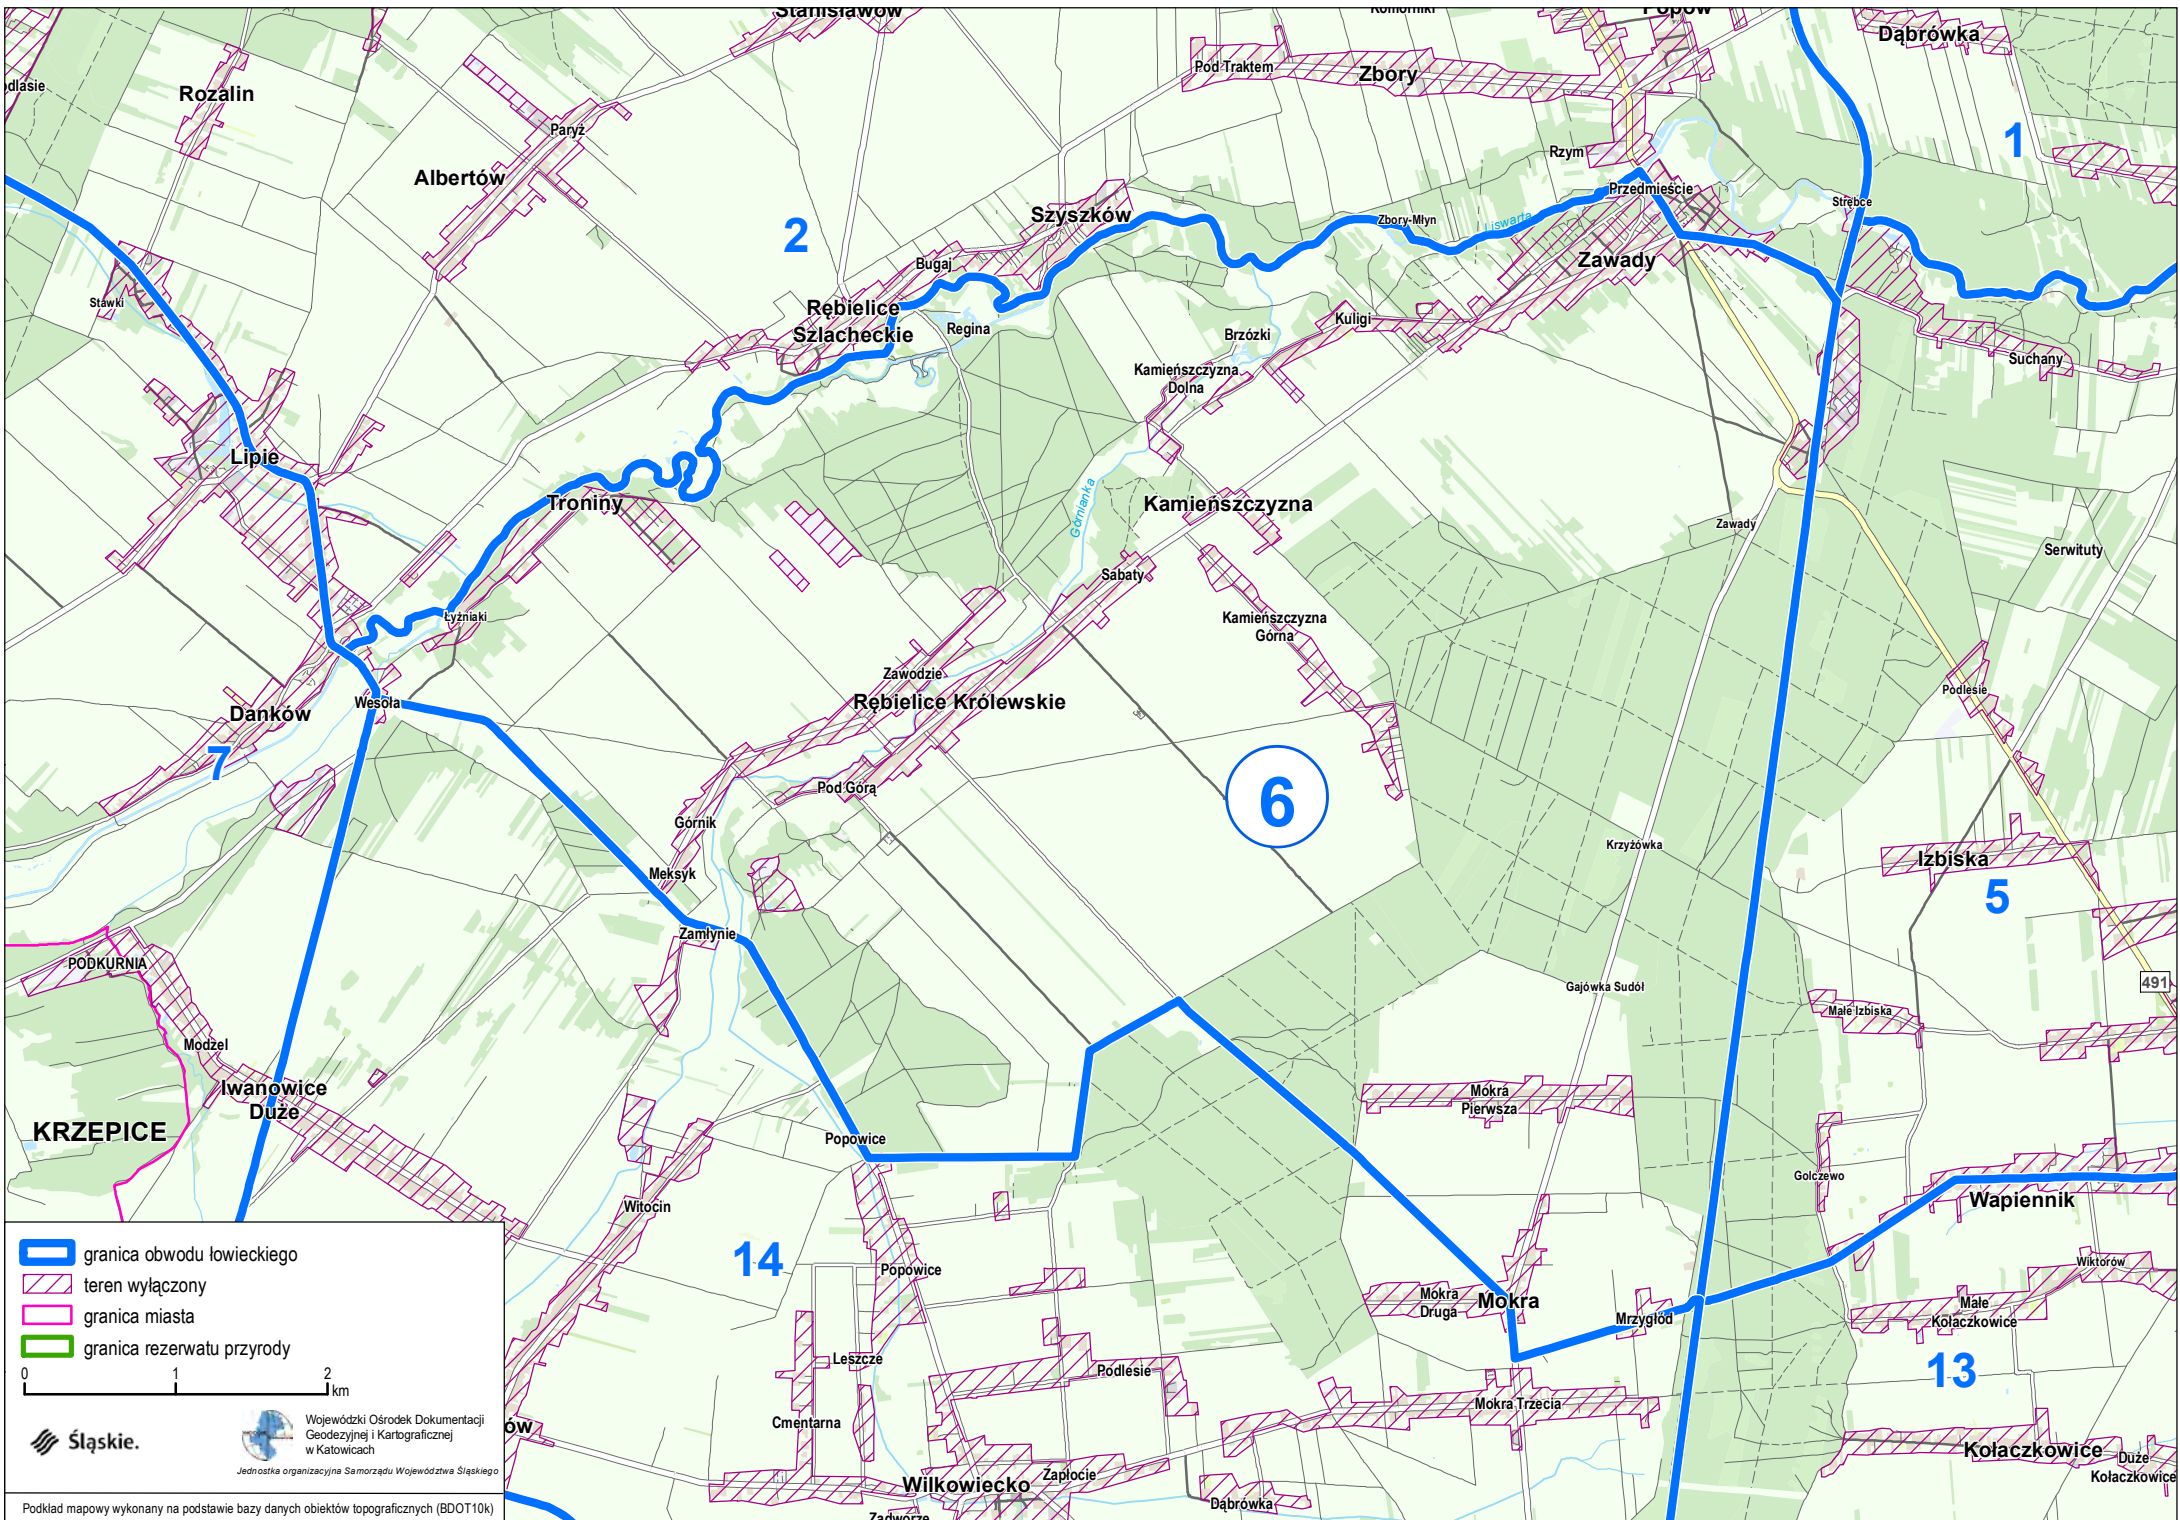 Stanisławów
Komorniki
Popów
Dąbrówka
Pod Traktem
Zbory
Rozalin
Paryż
Albertów
Rzym
1
Przedmieście
Strębce
Szyszków
Zbory-Młyn
Liswarta
2
Zawady
Bugaj
Stawki
Rębielice
Szlacheckie
Regina
Kuligi
Brzózki
Suchany
Kamieńszczyzna
Dolna
Lipie
Troniny
Górnianka
Kamieńszczyzna
Zawady
Serwituty
Sabaty
Łyżniaki
Kamieńszczyzna
Górna
Zawodzie
Rębielice Królewskie
Podlesie
Wesoła
Danków
7
Pod Górą
6
Górnik
Krzyżówka
Izbiska
Meksyk
5
Zamłynie
PODKURNIA
491
Gajówka Sudół
Małe Izbiska
Modzel
Iwanowice
Duże
Mokra
Pierwsza
KRZEPICE
Popowice
Golczewo
Witocin
Wapiennik
14
Popowice
Wiktorów
Mokra
Druga
Mokra
Mrzygłód
Małe
Kołaczkowice
Leszcze
Podlesie
13
Mokra Trzecia
Cmentarna
ów
Kołaczkowice
Duże
Kołaczkowice
Wilkowiecko
Zapłocie
Dąbrówka
Zadworze
granica obwodu łowieckiego
teren wyłączony
granica miasta
granica rezerwatu przyrody
0 1 2
km
Śląskie.
Wojewódzki Ośrodek Dokumentacji
Geodezyjnej i Kartograficznej
w Katowicach
Jednostka organizacyjna Samorządu Województwa Śląskiego
Podkład mapowy wykonany na podstawie bazy danych obiektów topograficznych (BDOT10k)